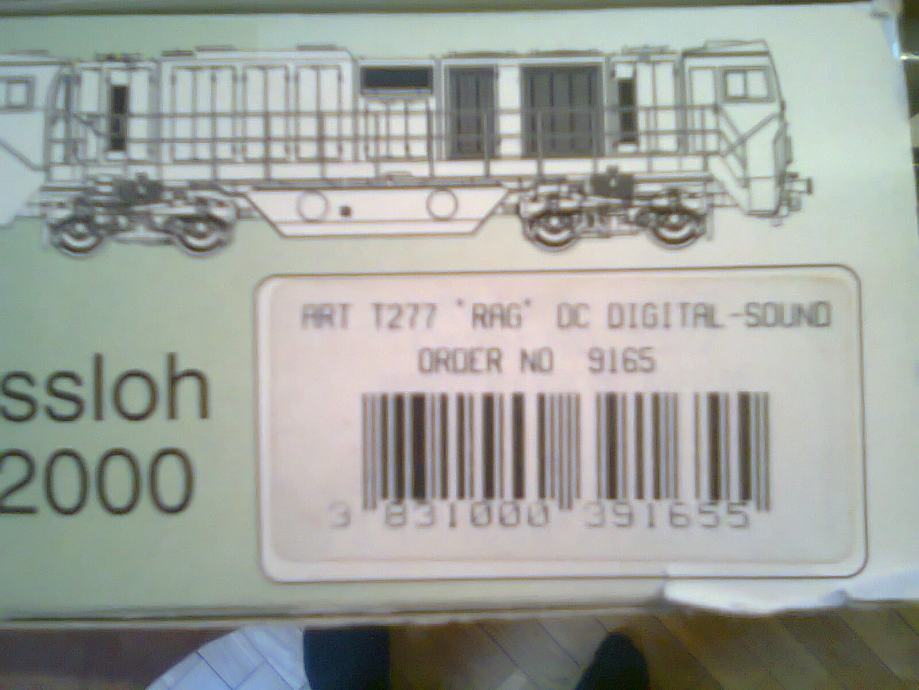 ssloh
2000
ART T277 'RAG' DC DIGITAL-SOUND
ORDER NO 9165
3 831000 391655